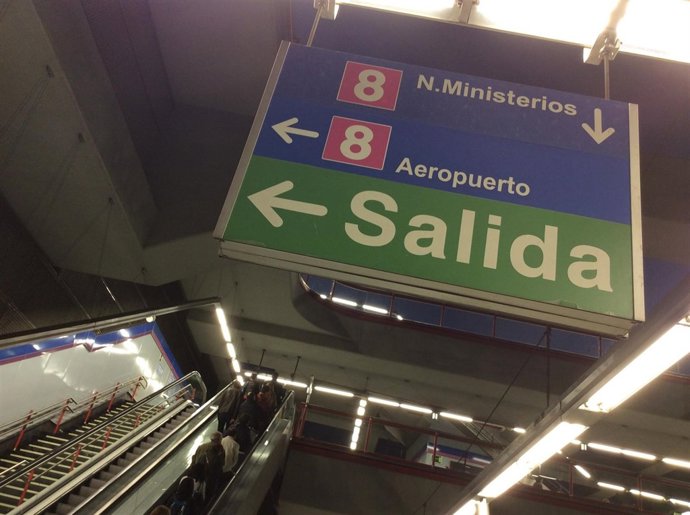 8 N.Ministerios
8 Aeropuerto
Salida